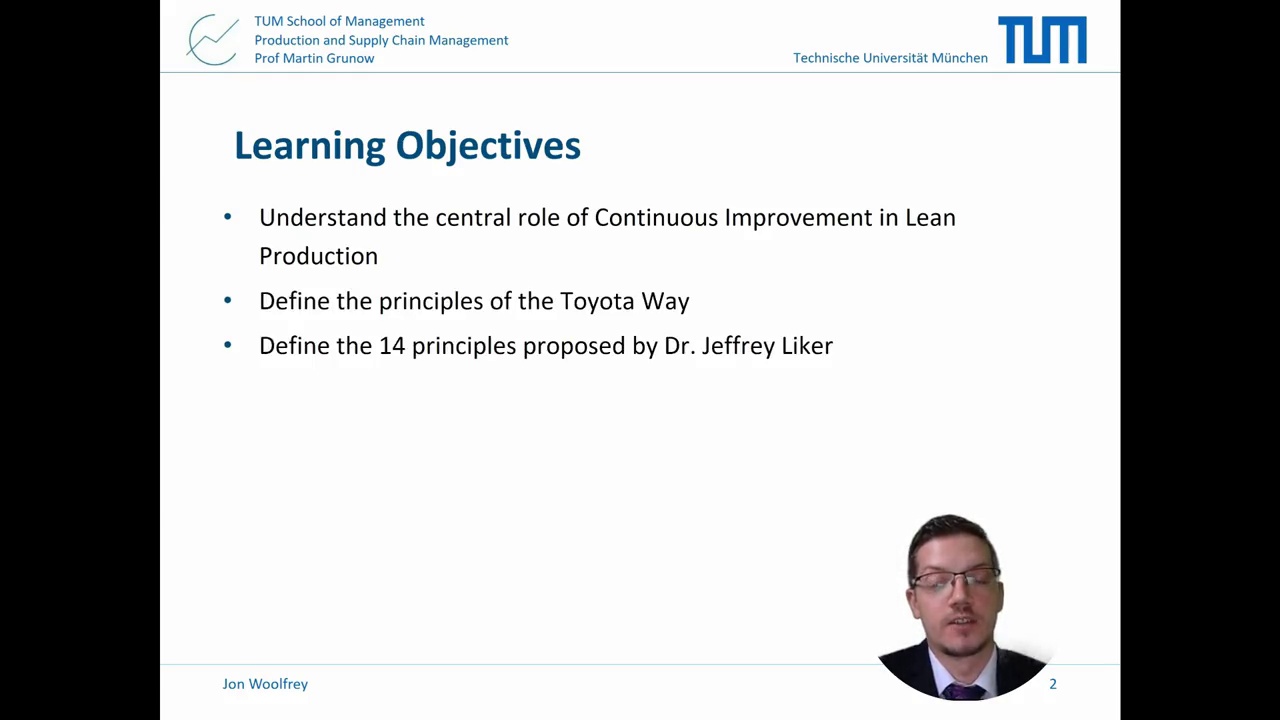 TUM School of Management
Production and Supply Chain Management
Prof Martin Grunow
Technische Universität München
TUM
Learning Objectives
• Understand the central role of Continuous Improvement in Lean
Production
• Define the principles of the Toyota Way
• Define the 14 principles proposed by Dr. Jeffrey Liker
Jon Woolfrey
2